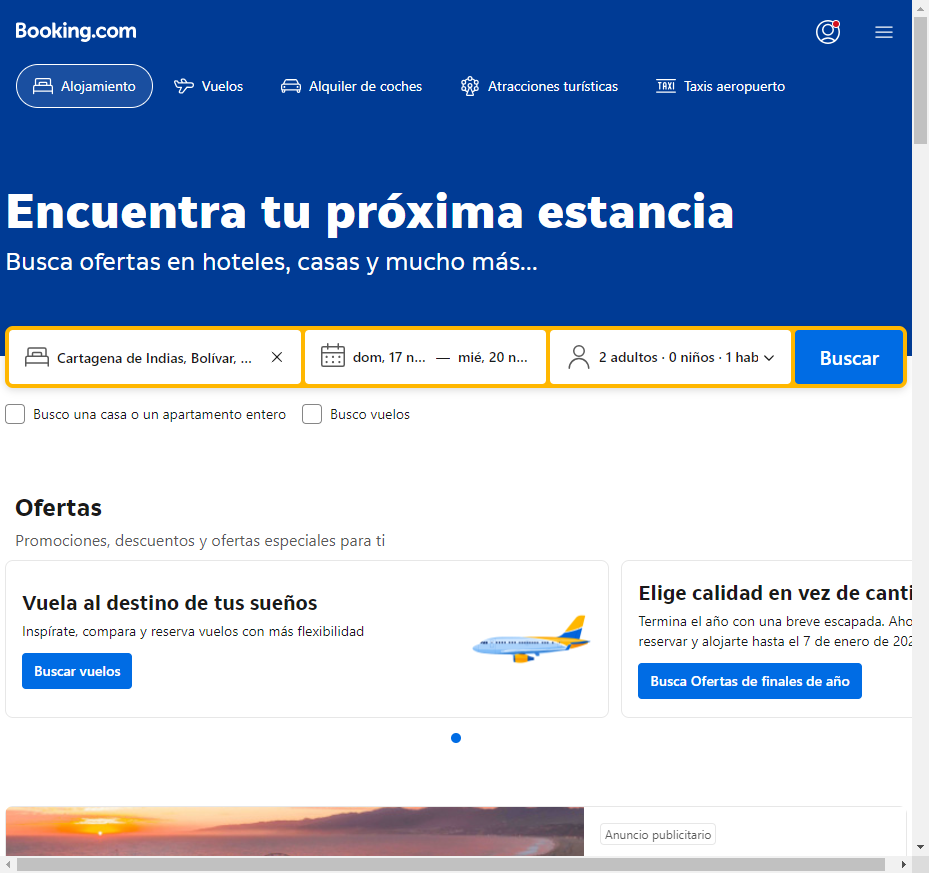 Booking.com
Alojamiento
Vuelos
Alquiler de coches
Atracciones turísticas
TAXI
Taxis aeropuerto
Encuentra tu próxima estancia
Busca ofertas en hoteles, casas y mucho más...
Cartagena de Indias, Bolívar, ...
dom, 17 n... — mié, 20 n...
2 adultos · 0 niños · 1 hab
Buscar
Busco una casa o un apartamento entero
Busco vuelos
Ofertas
Promociones, descuentos y ofertas especiales para ti
Vuela al destino de tus sueños
Inspírate, compara y reserva vuelos con más flexibilidad
Buscar vuelos
Elige calidad en vez de canti
Termina el año con una breve escapada. Aho
reservar y alojarte hasta el 7 de enero de 202
Busca Ofertas de finales de año
Anuncio publicitario